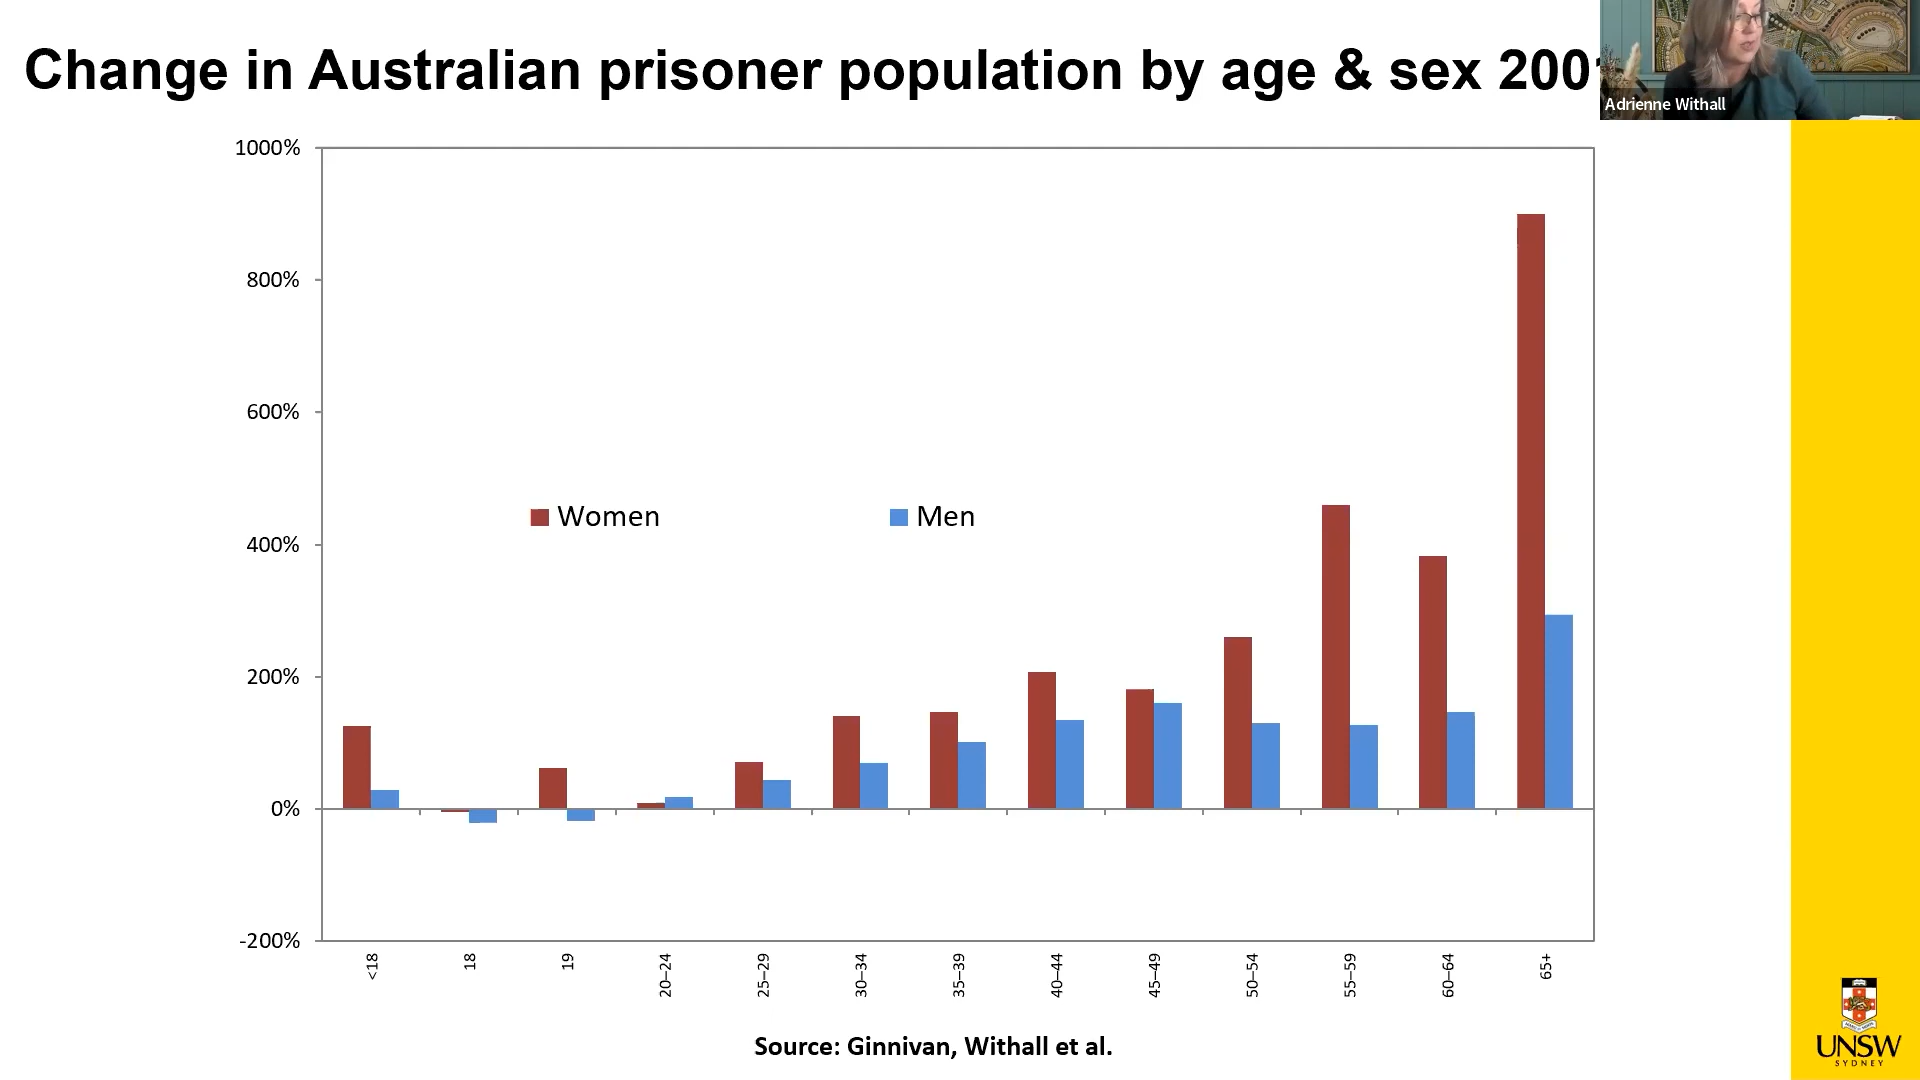 Change in Australian prisoner population by age & sex 200
Adrienne Withall
1000%
800%
600%
400%
200%
0%
-200%
Women
Men
<18
18
19
20–24
25–29
30–34
35–39
40–44
45–49
50–54
55–59
60–64
65+
Source: Ginnivan, Withall et al.
UNSW
SYDNEY